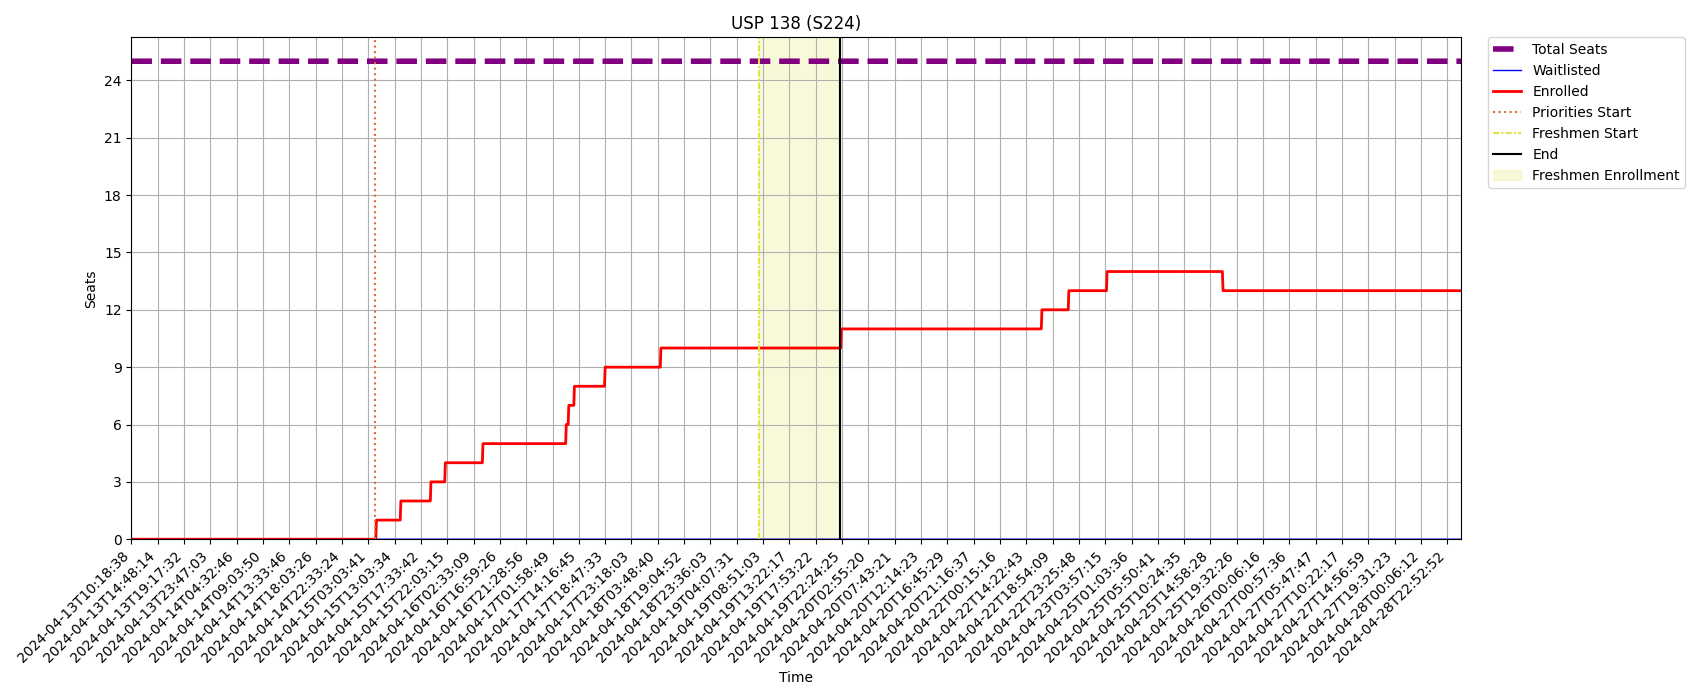 USP 138 (S224)
Total Seats
Waitlisted
Enrolled
Priorities Start
Freshmen Start
End
Freshmen Enrollment
Seats
24
21
18
15
12
9
6
3
0
2024-04-13T10:18:38
2024-04-13T14:48:14
2024-04-13T19:17:32
2024-04-13T23:47:03
2024-04-14T04:32:46
2024-04-14T09:03:50
2024-04-14T13:33:46
2024-04-14T18:03:26
2024-04-14T22:33:24
2024-04-15T03:03:41
2024-04-15T13:03:34
2024-04-15T17:33:42
2024-04-15T22:03:15
2024-04-16T02:33:09
2024-04-16T16:59:26
2024-04-16T21:28:56
2024-04-17T01:58:49
2024-04-17T14:16:45
2024-04-17T18:47:33
2024-04-17T23:18:03
2024-04-18T03:48:40
2024-04-18T19:04:52
2024-04-18T23:36:03
2024-04-19T04:07:31
2024-04-19T08:51:03
2024-04-19T13:22:17
2024-04-19T17:53:22
2024-04-19T22:24:25
2024-04-20T02:55:20
2024-04-20T07:43:21
2024-04-20T12:14:23
2024-04-20T16:45:29
2024-04-20T21:16:37
2024-04-22T00:15:16
2024-04-22T14:22:43
2024-04-22T18:54:09
2024-04-22T23:25:48
2024-04-23T03:57:15
2024-04-25T01:03:36
2024-04-25T05:50:41
2024-04-25T10:24:35
2024-04-25T14:58:28
2024-04-25T19:32:26
2024-04-26T00:06:16
2024-04-27T00:57:36
2024-04-27T05:47:47
2024-04-27T10:22:17
2024-04-27T14:56:59
2024-04-27T19:31:23
2024-04-28T00:06:12
2024-04-28T22:52:52
Time